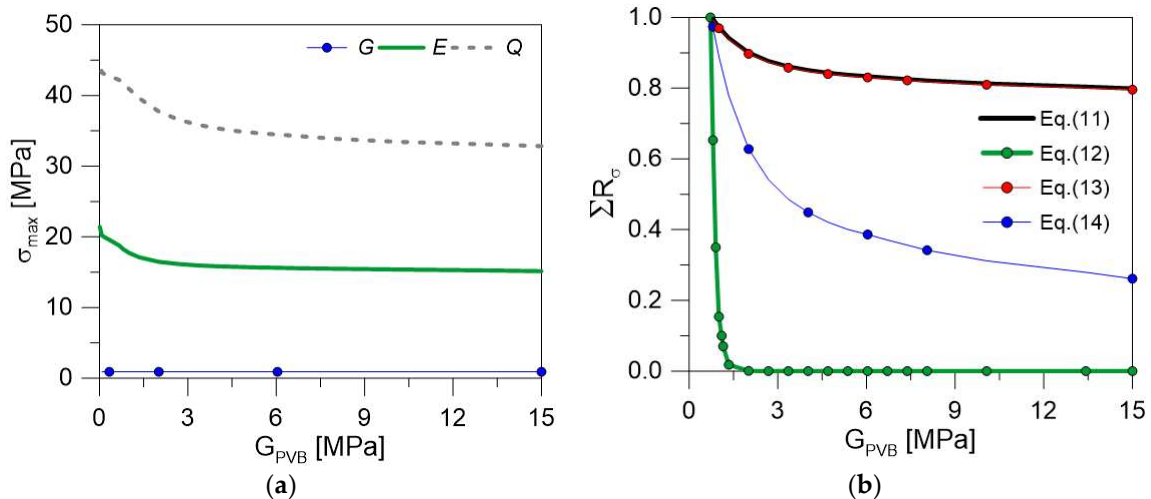 50
40
30
20
10
0
σmax [MPa]
G E Q
0 3 6 9 12 15
GPVB [MPa]
(a)
1.0
0.8
0.6
0.4
0.2
0.0
ΣRσ
Eq.(11)
Eq.(12)
Eq.(13)
Eq.(14)
0 3 6 9 12 15
GPVB [MPa]
(b)